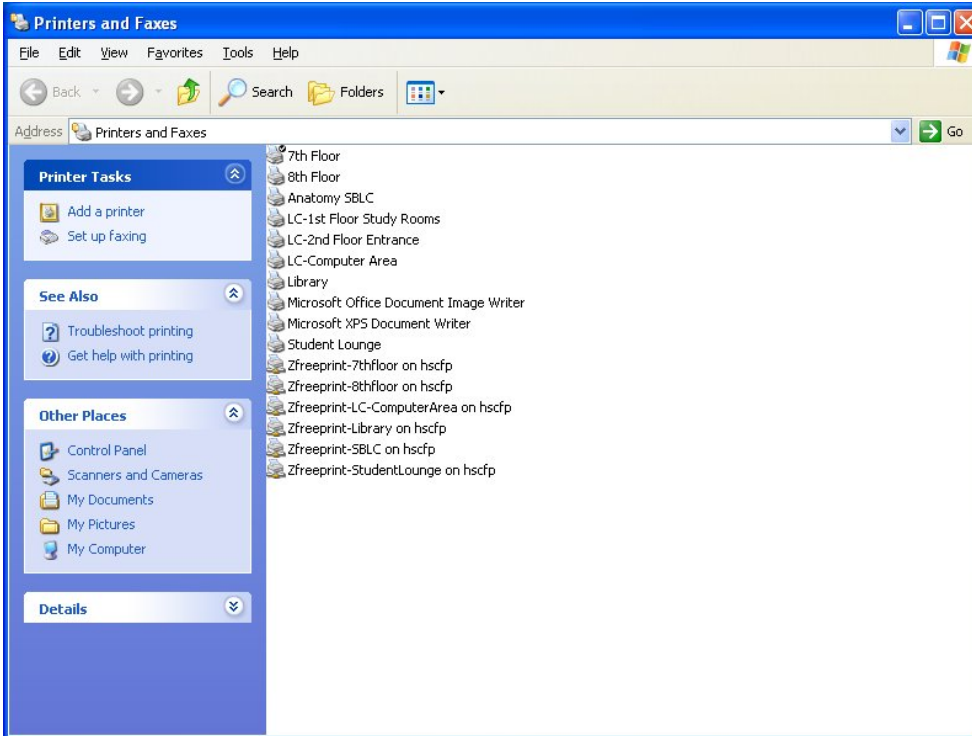 Printers and Faxes
File Edit View Favorites Tools Help
Back Search Folders
Address Printers and Faxes Go
Printer Tasks
Add a printer
Set up faxing
See Also
Troubleshoot printing
Get help with printing
Other Places
Control Panel
Scanners and Cameras
My Documents
My Pictures
My Computer
Details
7th Floor
8th Floor
Anatomy SBLC
LC-1st Floor Study Rooms
LC-2nd Floor Entrance
LC-Computer Area
Library
Microsoft Office Document Image Writer
Microsoft XPS Document Writer
Student Lounge
Zfreeprint-7thfloor on hscfp
Zfreeprint-8thfloor on hscfp
Zfreeprint-LC-ComputerArea on hscfp
Zfreeprint-Library on hscfp
Zfreeprint-SBLC on hscfp
Zfreeprint-StudentLounge on hscfp